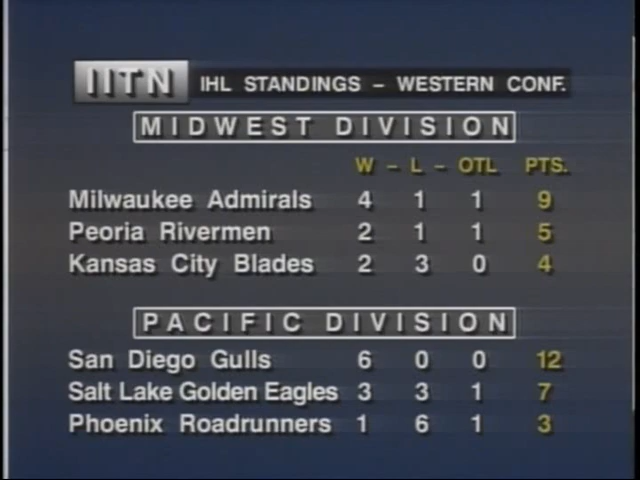 IITN IHL STANDINGS – WESTERN CONF.
MIDWEST DIVISION
W – L – OTL PTS.
Milwaukee Admirals 4 1 1 9
Peoria Rivermen 2 1 1 5
Kansas City Blades 2 3 0 4
PACIFIC DIVISION
San Diego Gulls 6 0 0 12
Salt Lake Golden Eagles 3 3 1 7
Phoenix Roadrunners 1 6 1 3